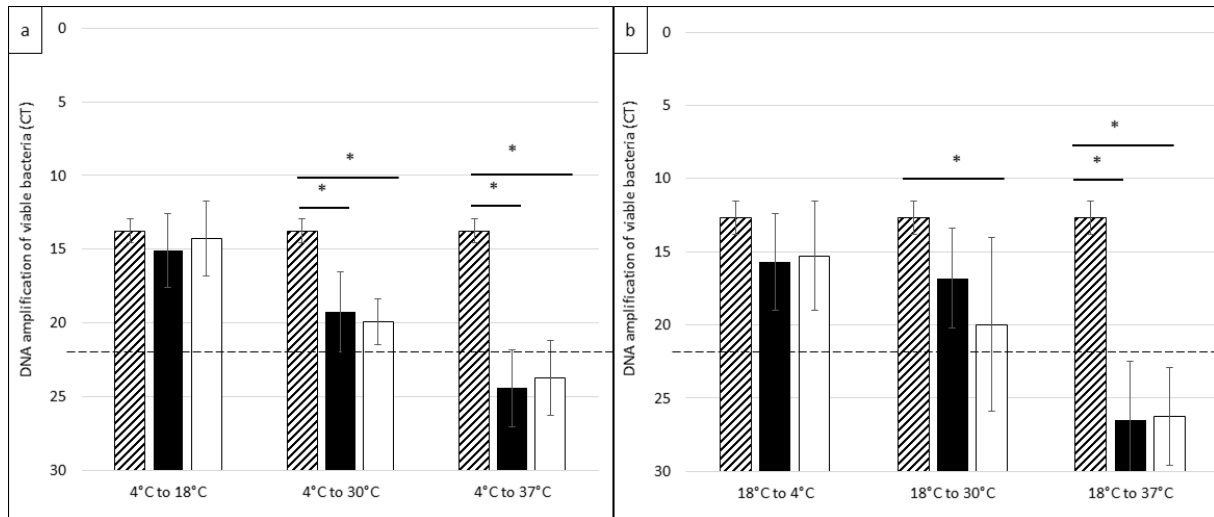 a
DNA amplification of viable bacteria (CT)
0
5
10
15
20
25
30
* * * *
4°C to 18°C 4°C to 30°C 4°C to 37°C
b
DNA amplification of viable bacteria (CT)
0
5
10
15
20
25
30
* * *
18°C to 4°C 18°C to 30°C 18°C to 37°C